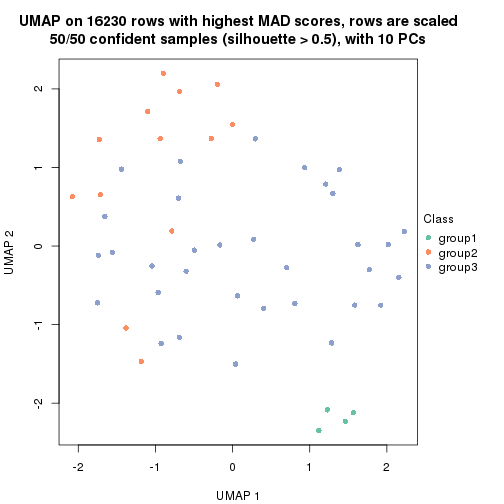 UMAP on 16230 rows with highest MAD scores, rows are scaled
50/50 confident samples (silhouette > 0.5), with 10 PCs
2
1
0
-1
-2
UMAP 2
-2
-1
0
1
2
UMAP 1
Class
group1
group2
group3